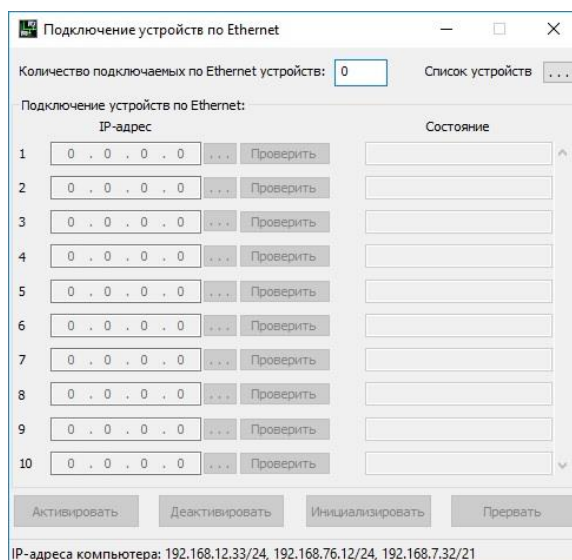 Подключение устройств по Ethernet
Количество подключаемых по Ethernet устройств: 0 Список устройств ...
Подключение устройств по Ethernet:
IP-адрес Состояние
1 0 . 0 . 0 . 0 ... Проверить
2 0 . 0 . 0 . 0 ... Проверить
3 0 . 0 . 0 . 0 ... Проверить
4 0 . 0 . 0 . 0 ... Проверить
5 0 . 0 . 0 . 0 ... Проверить
6 0 . 0 . 0 . 0 ... Проверить
7 0 . 0 . 0 . 0 ... Проверить
8 0 . 0 . 0 . 0 ... Проверить
9 0 . 0 . 0 . 0 ... Проверить
10 0 . 0 . 0 . 0 ... Проверить
Активировать Деактивировать Инициализировать Прервать
IP-адреса компьютера: 192.168.12.33/24, 192.168.76.12/24, 192.168.7.32/21